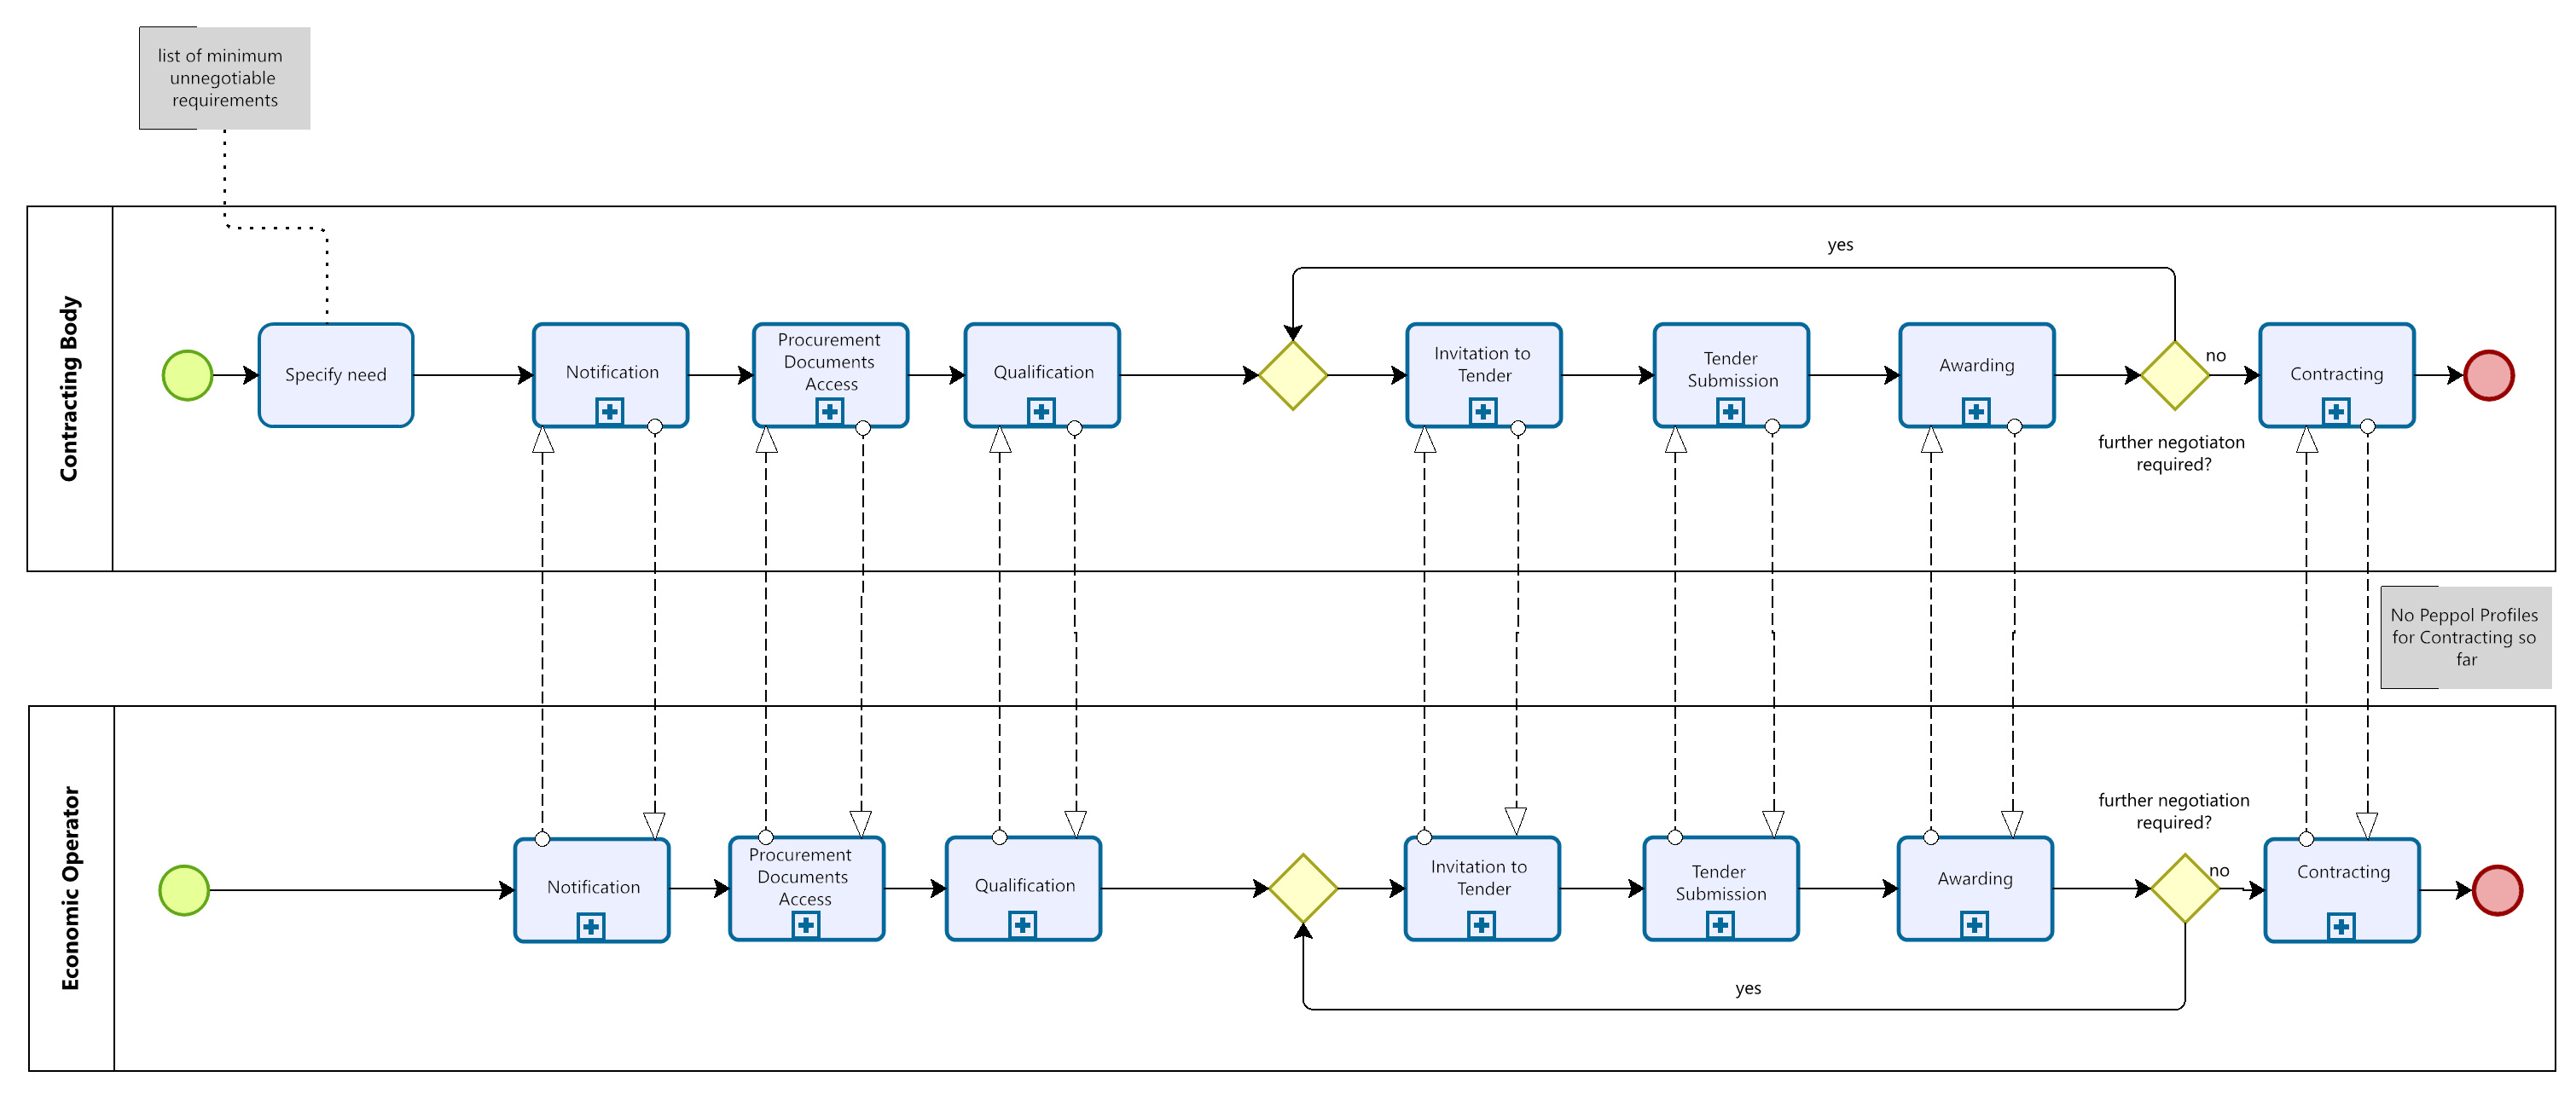 list of minimum
unnegotiable
requirements
Contracting Body
yes
Specify need
Notification
Procurement
Documents
Access
Qualification
Invitation to
Tender
Tender
Submission
Awarding
no
Contracting
further negotiaton
required?
No Peppol Profiles
for Contracting so
far
Economic Operator
further negotiation
required?
Notification
Procurement
Documents
Access
Qualification
Invitation to
Tender
Tender
Submission
Awarding
no
Contracting
yes